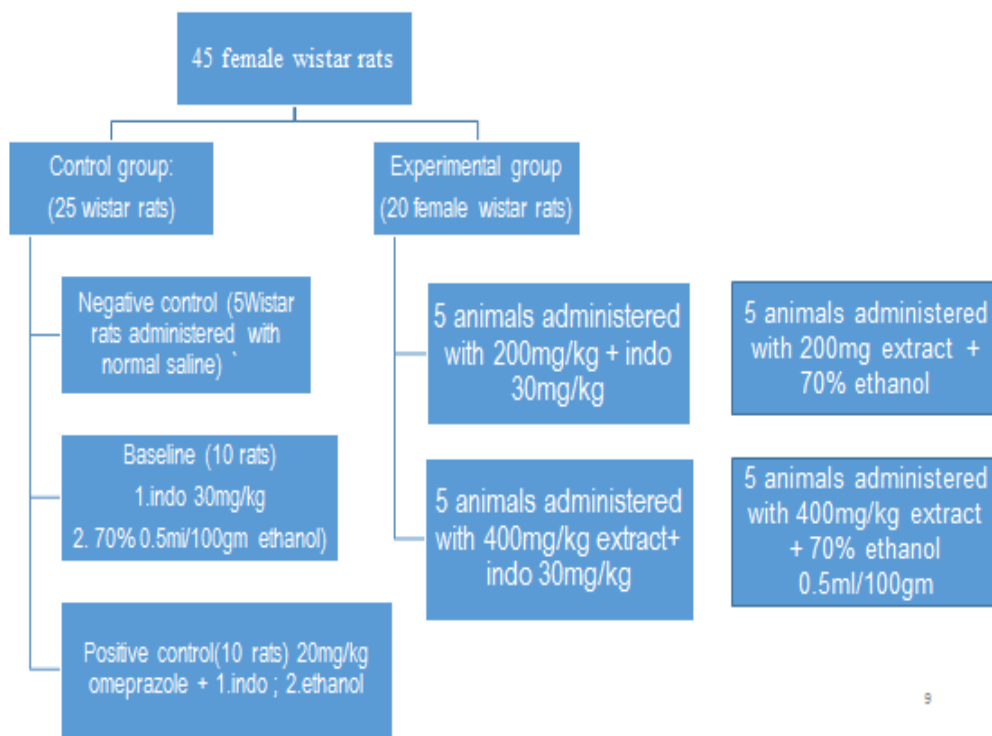 45 female wistar rats
Control group:
(25 wistar rats)
Experimental group
(20 female wistar rats)
Negative control (5Wistar
rats administered with
normal saline) `
Baseline (10 rats)
1.indo 30mg/kg
2. 70% 0.5mi/100gm ethanol)
Positive control(10 rats) 20mg/kg
omeprazole + 1.indo ; 2.ethanol
5 animals administered
with 200mg/kg + indo
30mg/kg
5 animals administered
with 400mg/kg extract+
indo 30mg/kg
5 animals administered
with 200mg extract +
70% ethanol
5 animals administered
with 400mg/kg extract
+ 70% ethanol
0.5ml/100gm
9